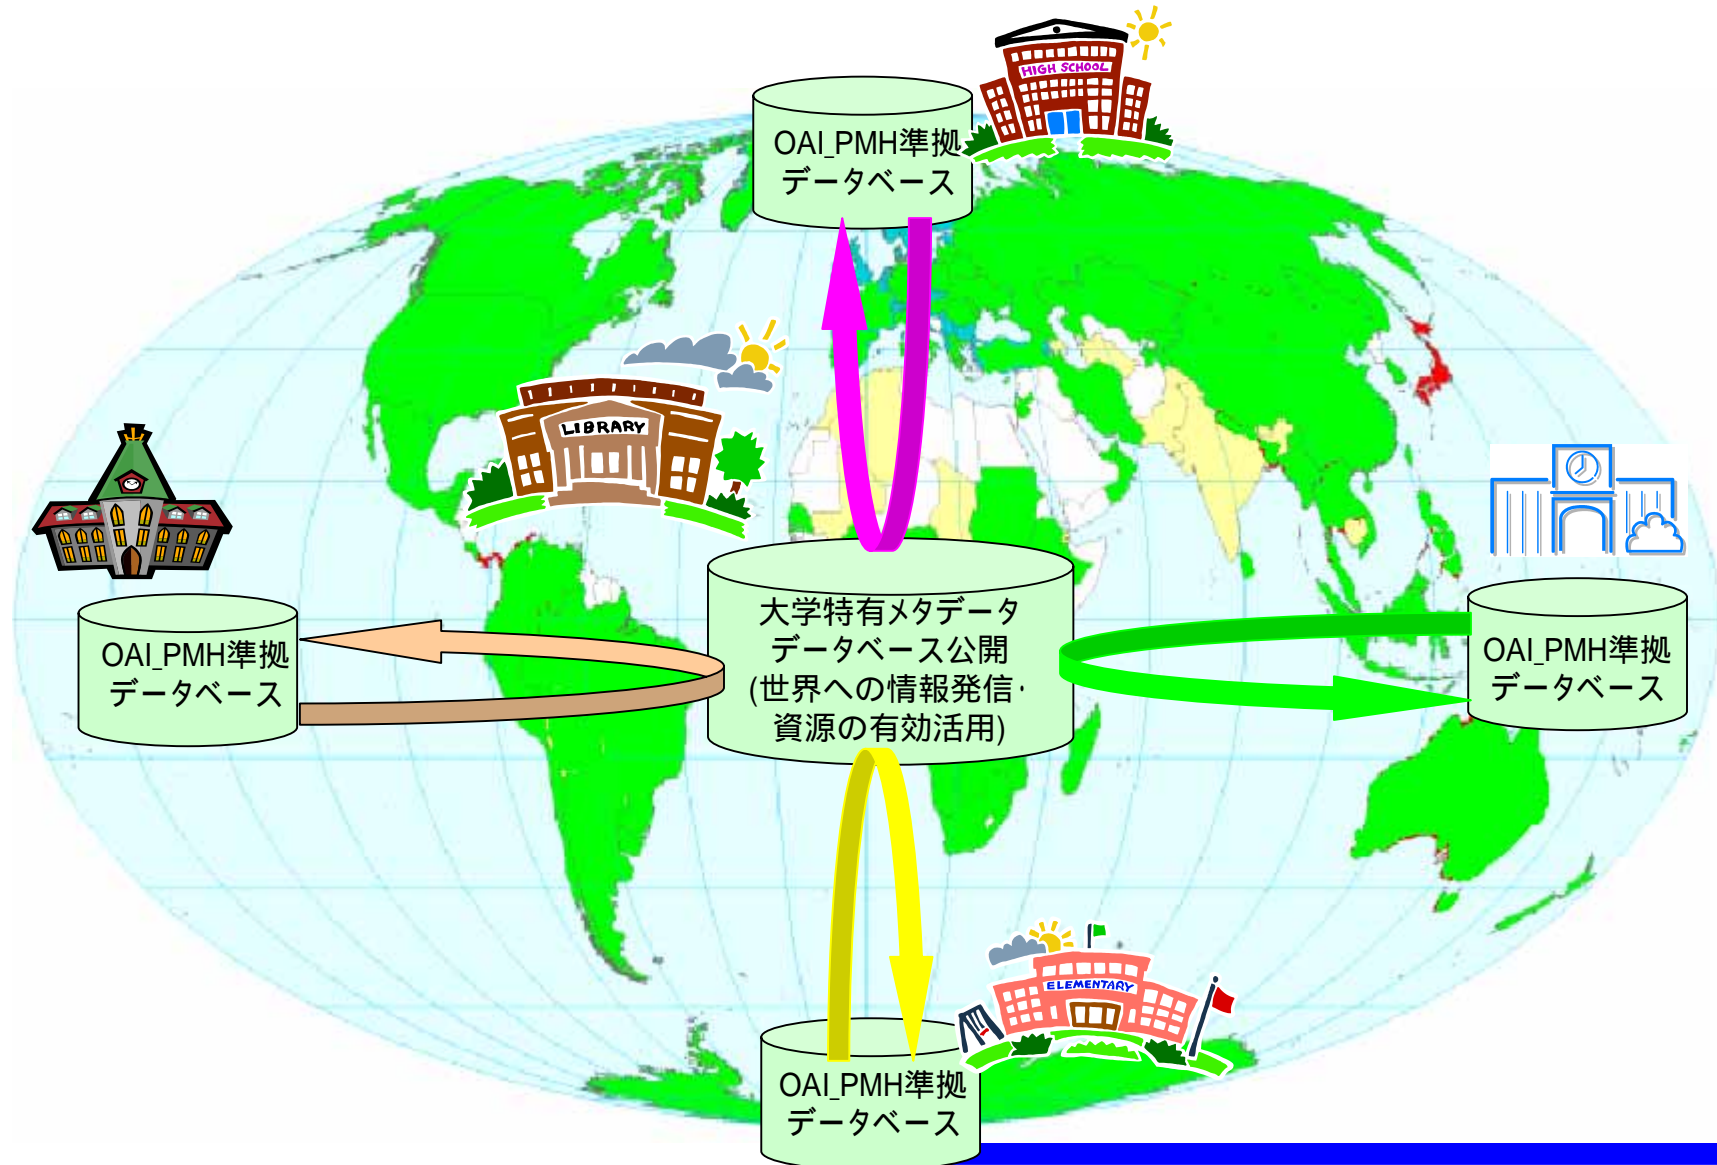 HIGH SCHOOL
OAI_PMH準拠
データベース
LIBRARY
大学特有メタデータ
データベース公開
(世界への情報発信・
資源の有効活用)
OAI_PMH準拠
データベース
OAI_PMH準拠
データベース
ELEMENTARY
OAI_PMH準拠
データベース